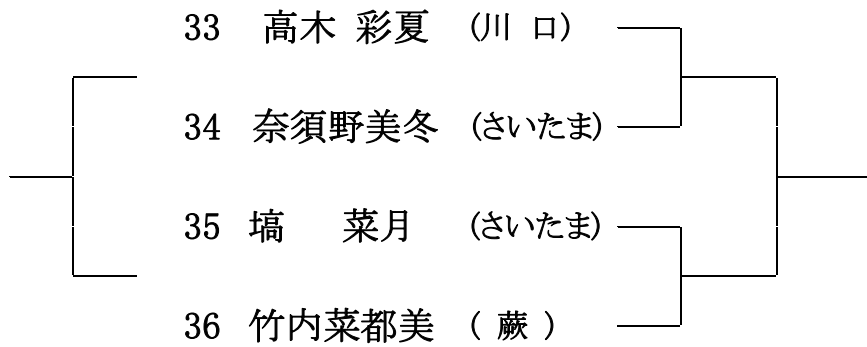 33 高木 彩夏 (川 口)
34 奈須野美冬 (さいたま)
35 塙 菜月 (さいたま)
36 竹内菜都美 ( 蕨 )